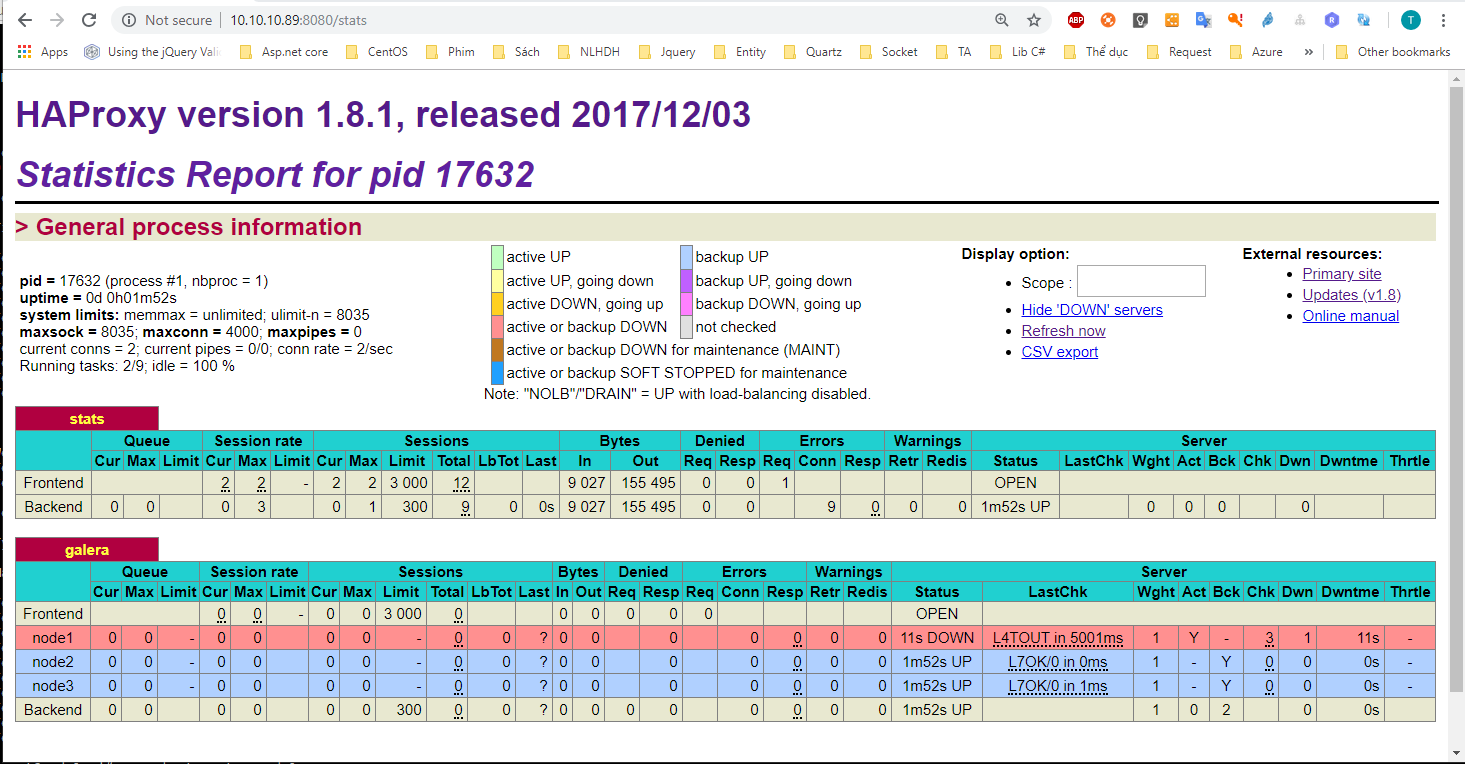 Not secure | 10.10.10.89:8080/stats
ABP R T
Apps Using the jQuery Vali Asp.net core CentOS Phim Sách NLHDH Jquery Entity Quartz Socket TA Lib C# Thể dục Request Azure » Other bookmarks
HAProxy version 1.8.1, released 2017/12/03
Statistics Report for pid 17632
> General process information
pid = 17632 (process #1, nbproc = 1)
uptime = 0d 0h01m52s
system limits: memmax = unlimited; ulimit-n = 8035
maxsock = 8035; maxconn = 4000; maxpipes = 0
current conns = 2; current pipes = 0/0; conn rate = 2/sec
Running tasks: 2/9; idle = 100 %
active UP backup UP
active UP, going down backup UP, going down
active DOWN, going up backup DOWN, going up
active or backup DOWN not checked
active or backup DOWN for maintenance (MAINT)
active or backup SOFT STOPPED for maintenance
Note: "NOLB"/"DRAIN" = UP with load-balancing disabled.
Display option:
• Scope :
• Hide 'DOWN' servers
• Refresh now
• CSV export
External resources:
• Primary site
• Updates (v1.8)
• Online manual
stats
Queue Session rate Sessions Bytes Denied Errors Warnings Server
Cur Max Limit Cur Max Limit Cur Max Limit Total LbTot Last In Out Req Resp Req Conn Resp Retr Redis Status LastChk Wght Act Bck Chk Dwn Dwntme Thrtle
Frontend 2 2 - 2 2 3 000 12 9 027 155 495 0 0 1 OPEN
Backend 0 0 0 3 0 1 300 9 0 0s 9 027 155 495 0 0 9 0 0 0 1m52s UP 0 0 0 0
galera
Queue Session rate Sessions Bytes Denied Errors Warnings Server
Cur Max Limit Cur Max Limit Cur Max Limit Total LbTot Last In Out Req Resp Req Conn Resp Retr Redis Status LastChk Wght Act Bck Chk Dwn Dwntme Thrtle
Frontend 0 0 - 0 0 3 000 0 0 0 0 0 0 OPEN
node1 0 0 - 0 0 0 0 - 0 0 ? 0 0 0 0 0 0 0 11s DOWN L4TOUT in 5001ms 1 Y - 3 1 11s -
node2 0 0 - 0 0 0 0 - 0 0 ? 0 0 0 0 0 0 0 1m52s UP L7OK/0 in 0ms 1 - Y 0 0 0s -
node3 0 0 - 0 0 0 0 - 0 0 ? 0 0 0 0 0 0 0 1m52s UP L7OK/0 in 1ms 1 - Y 0 0 0s -
Backend 0 0 0 0 0 0 300 0 0 ? 0 0 0 0 0 0 0 0 1m52s UP 1 0 2 0 0s